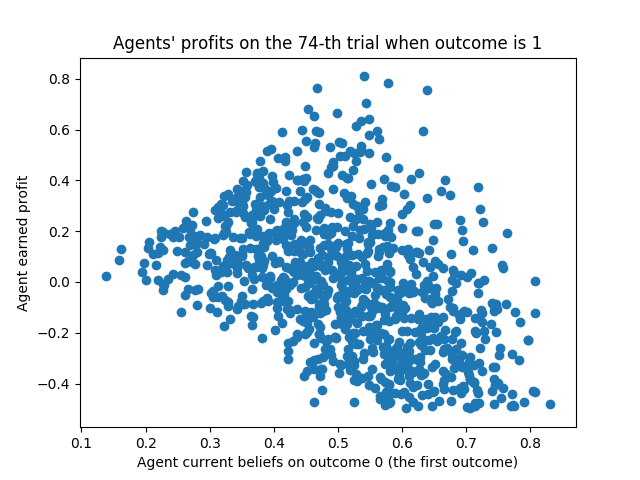 Agents' profits on the 74-th trial when outcome is 1
0.8
0.6
0.4
0.2
0.0
−0.2
−0.4
Agent earned profit
0.1 0.2 0.3 0.4 0.5 0.6 0.7 0.8
Agent current beliefs on outcome 0 (the first outcome)